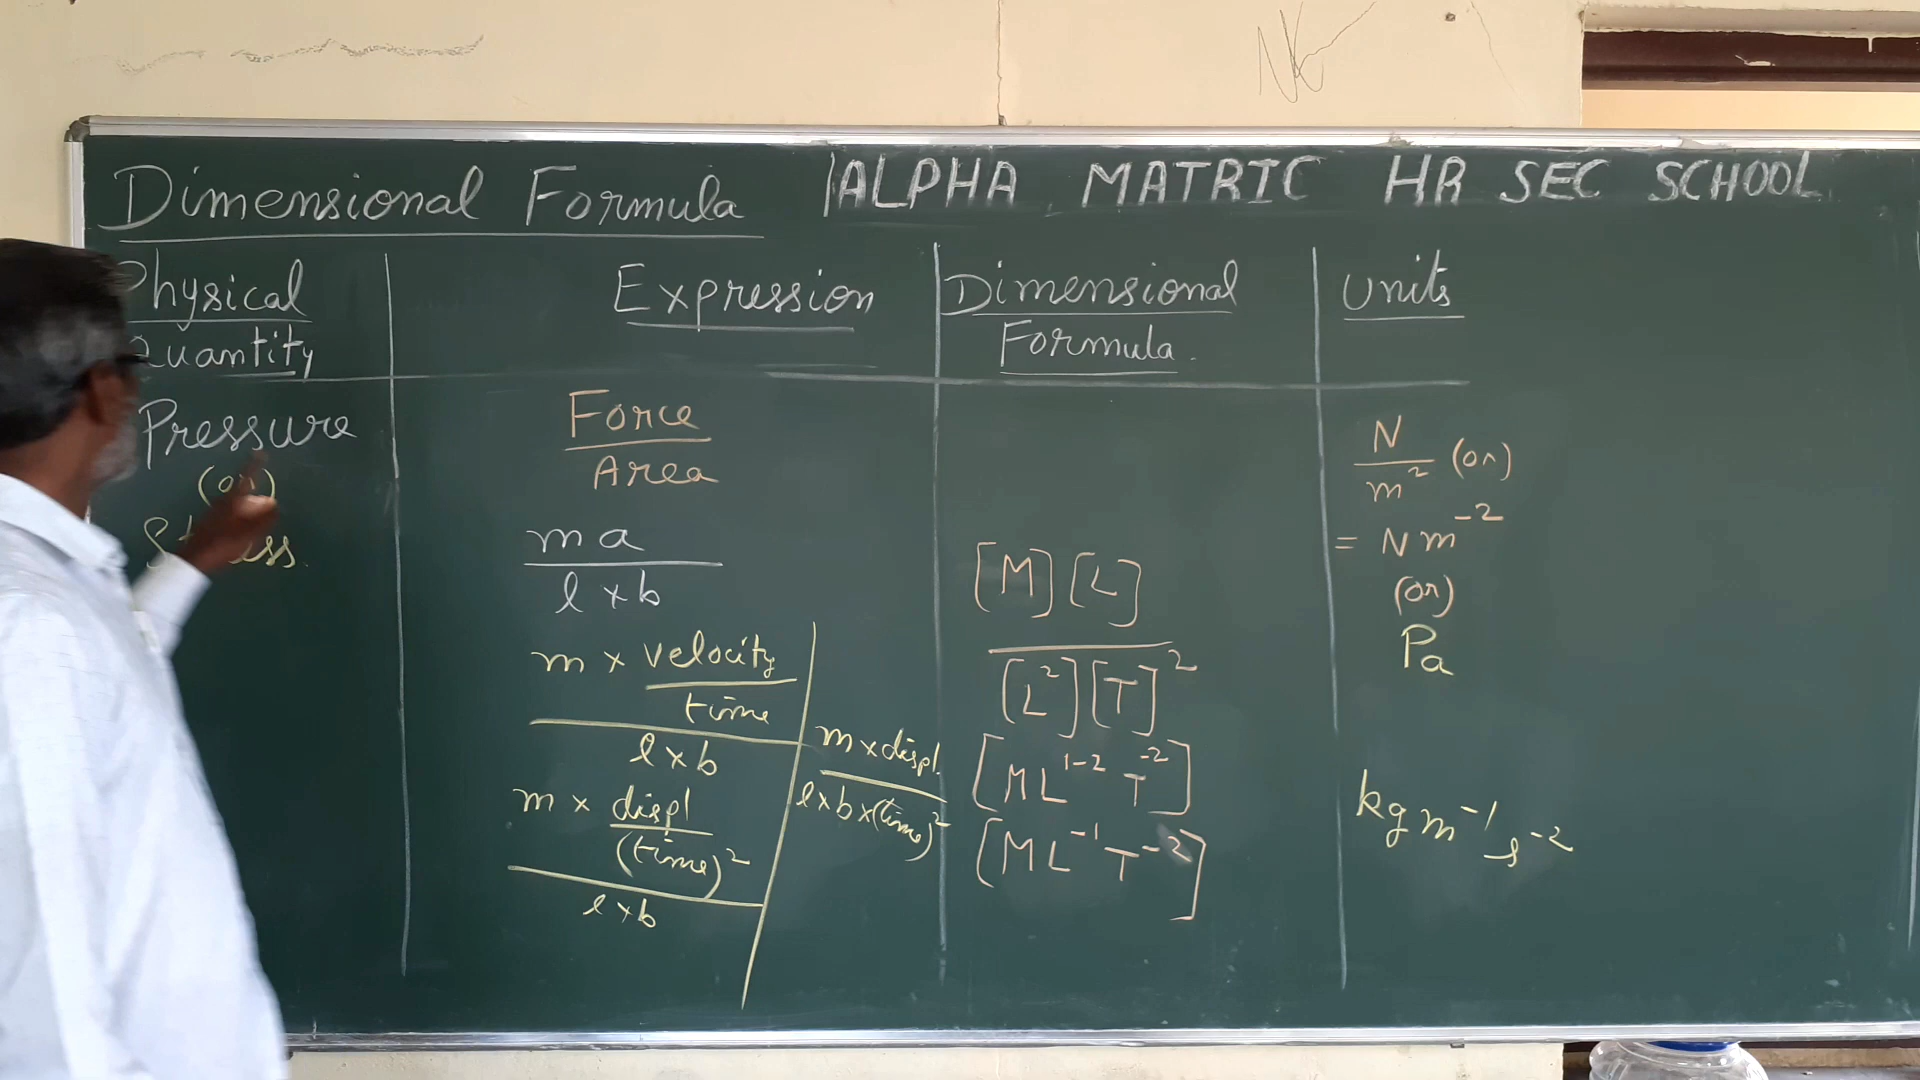 Dimensional Formula ALPHA MATRIC HR SEC SCHOOL
Physical Quantity
Expression
Dimensional Formula.
Units
Pressure
(or)
Stress.
Force
Area
m a
l × b
m × velocity
time
l × b
m × displ
(time)²
l × b
m × displ.
l × b × (time)²
[M] [L]
[L²] [T]²
[M L¹⁻² T⁻²]
[M L⁻¹ T⁻²]
N
m² (or)
= N m⁻²
(or)
Pa
kg m⁻¹ s⁻²